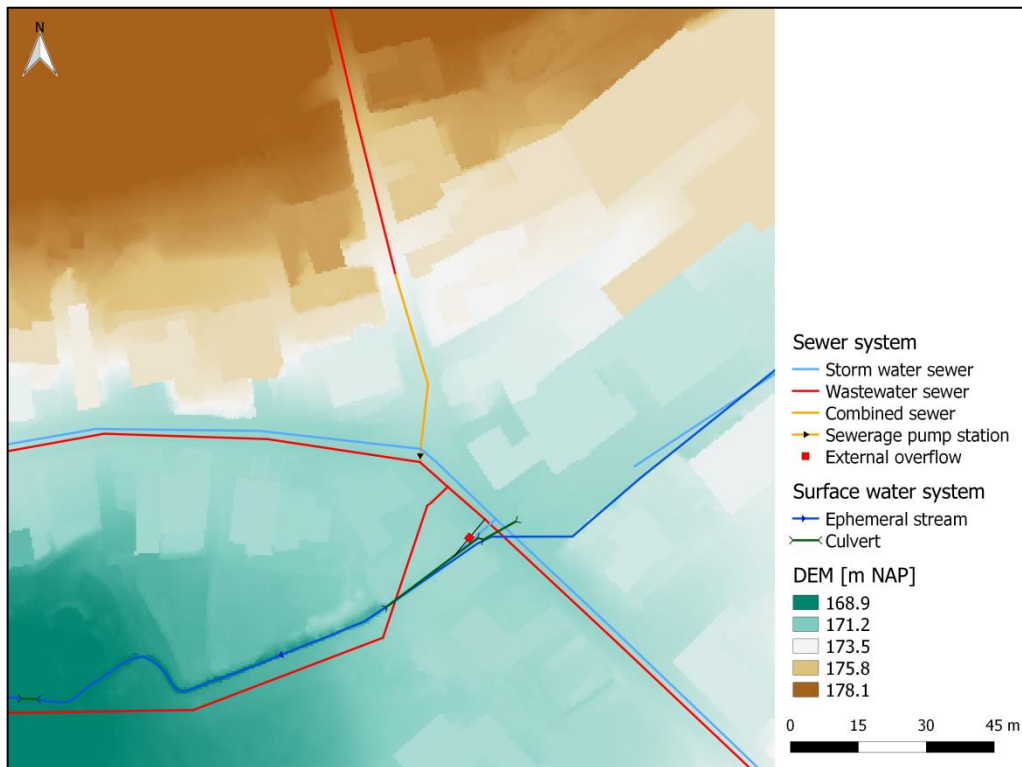 N
Sewer system
Storm water sewer
Wastewater sewer
Combined sewer
Sewerage pump station
External overflow
Surface water system
Ephemeral stream
Culvert
DEM [m NAP]
168.9
171.2
173.5
175.8
178.1
0 15 30 45 m